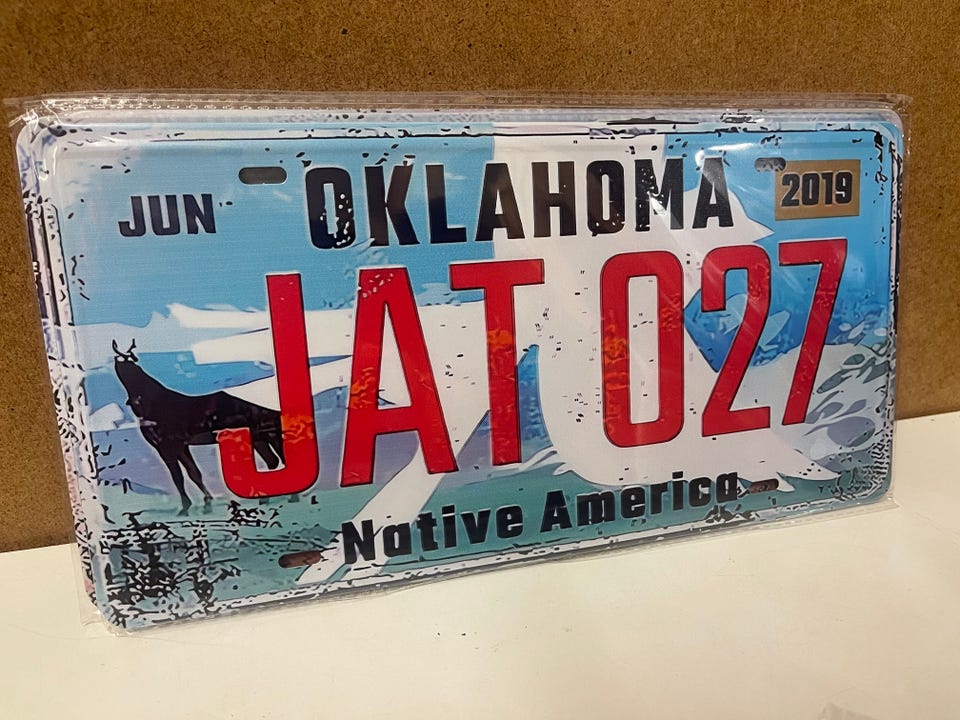 JUN OKLAHOMA 2019
JAT 027
Native America